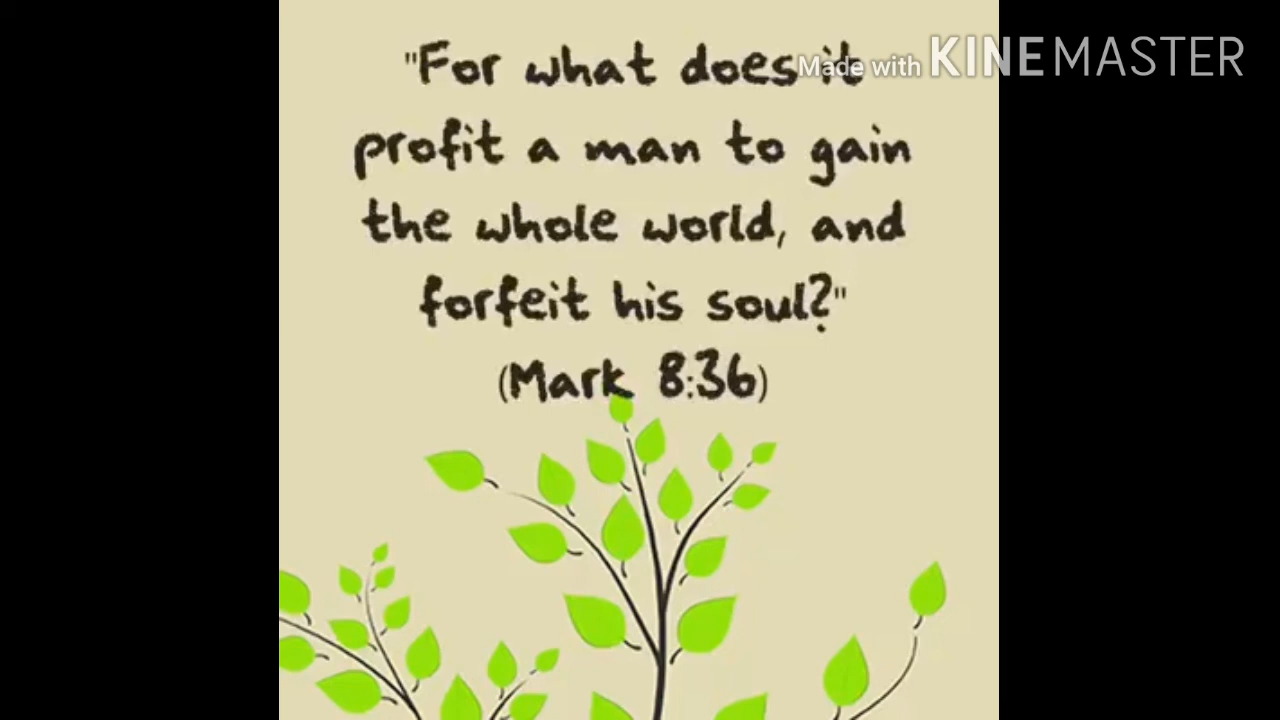 "For what does it
Made with KINEMASTER
profit a man to gain
the whole world, and
forfeit his soul?"
(Mark 8:36)